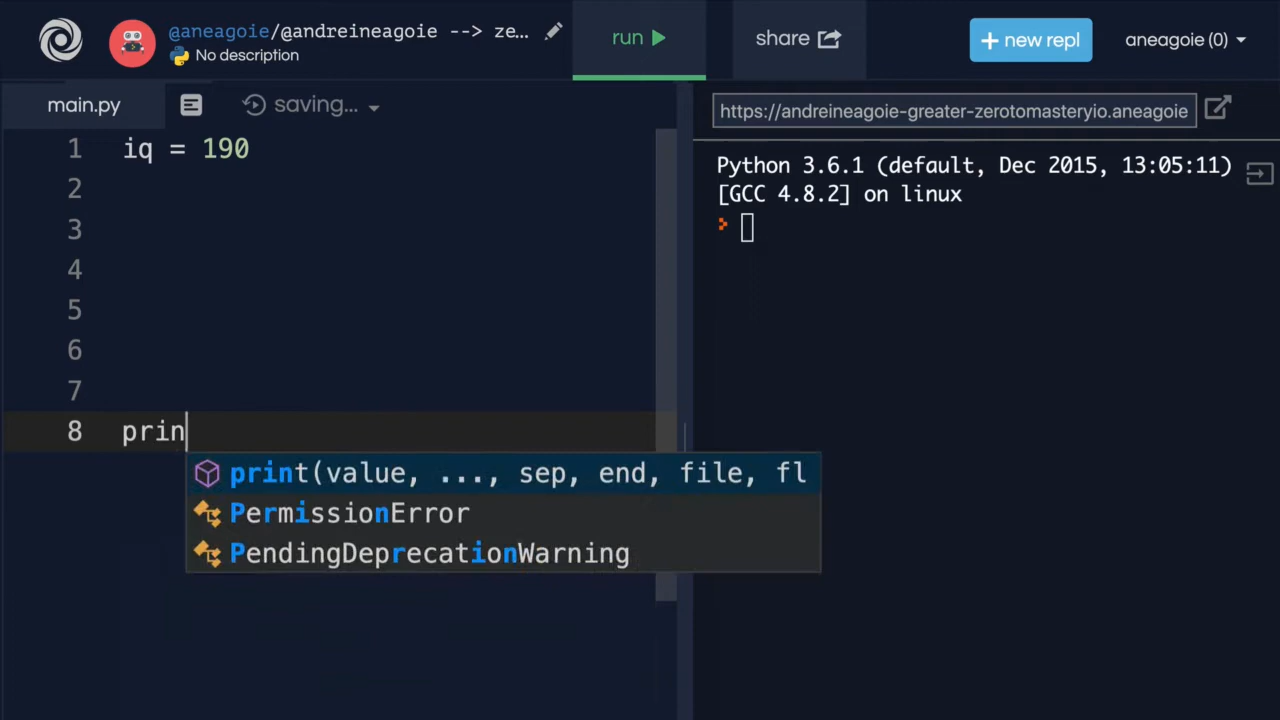 @aneagoie/@andreineagoie --> ze...
No description
run
share
+ new repl
aneagoie (0)
main.py
saving...
https://andreineagoie-greater-zerotomasteryio.aneagoie
1 iq = 190
2
3
4
5
6
7
8 prin
print(value, ..., sep, end, file, fl
PermissionError
PendingDeprecationWarning
Python 3.6.1 (default, Dec 2015, 13:05:11)
[GCC 4.8.2] on linux